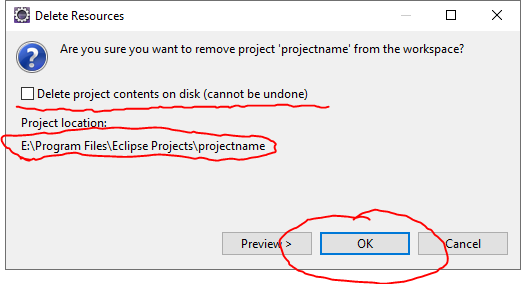 Delete Resources
Are you sure you want to remove project 'projectname' from the workspace?
Delete project contents on disk (cannot be undone)
Project location:
E:\Program Files\Eclipse Projects\projectname
Preview >
OK
Cancel